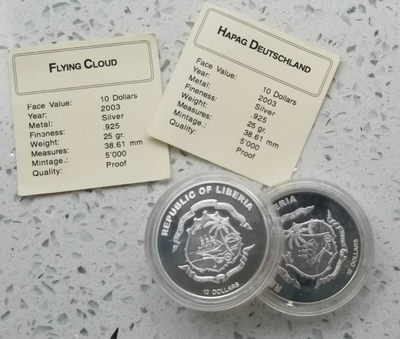 FLYING CLOUD
Face Value: 10 Dollars
Year: 2003
Metal: Silver
Fineness: .925
Weight: 25 gr.
Measures: 38.61 mm
Mintage.: 5'000
Quality: Proof
HAPAG DEUTSCHLAND
Face Value: 10 Dollars
Year: 2003
Metal: Silver
Fineness: .925
Weight: 25 gr.
Measures: 38.61 mm
Mintage.: 5'000
Quality: Proof
REPUBLIC OF LIBERIA
10 DOLLARS
RE
BERIA
10 DOLLARS